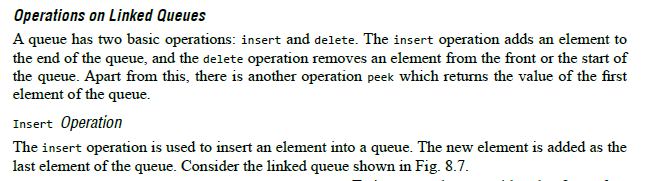 Operations on Linked Queues
A queue has two basic operations: insert and delete. The insert operation adds an element to
the end of the queue, and the delete operation removes an element from the front or the start of
the queue. Apart from this, there is another operation peek which returns the value of the first
element of the queue.
Insert Operation
The insert operation is used to insert an element into a queue. The new element is added as the
last element of the queue. Consider the linked queue shown in Fig. 8.7.